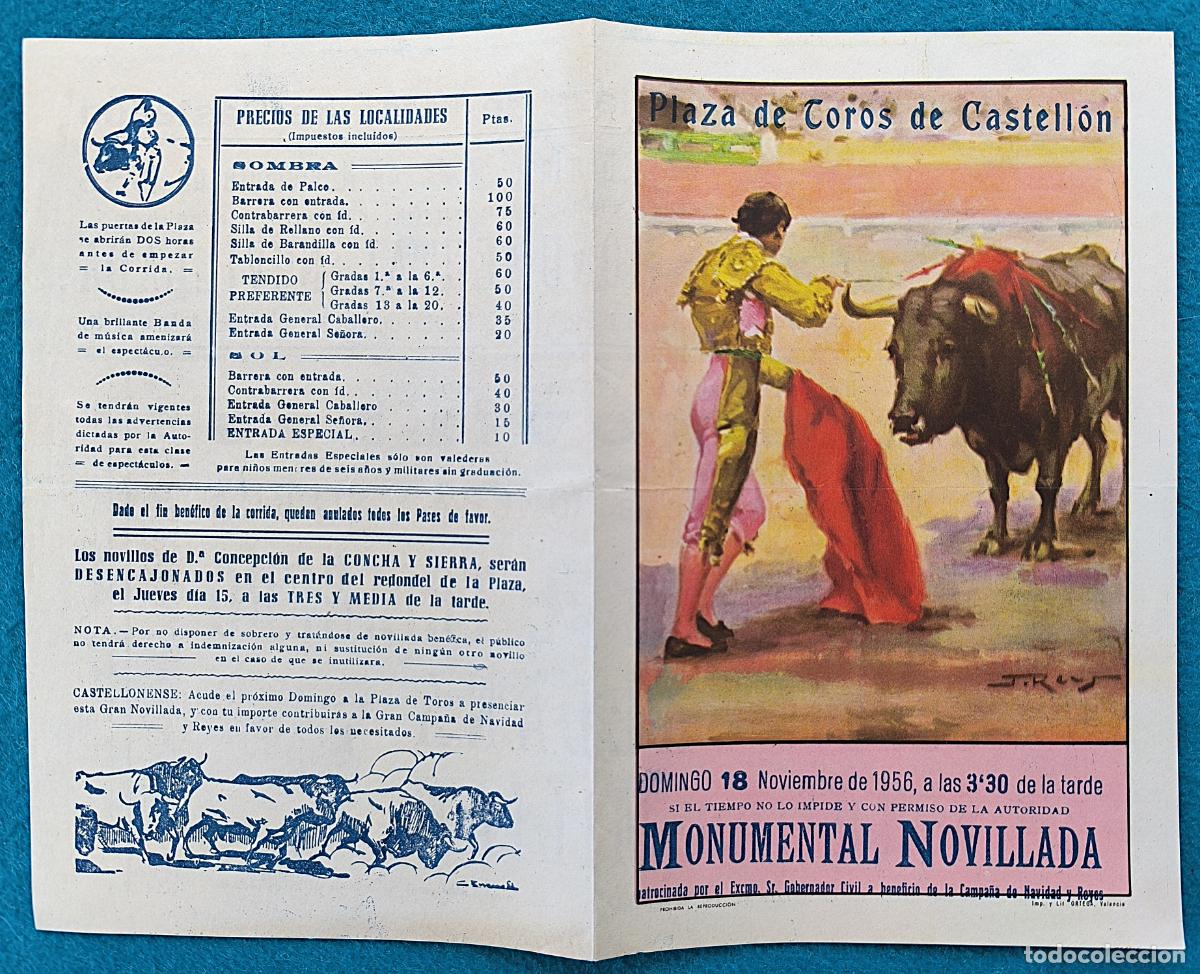 Las puertas de la Plaza
se abrirán DOS horas
antes de empezar
= la Corrida. =
Una brillante Banda
de música amenizará
= el espectácu.o. =
Se tendrán vigentes
todas las advertencias
dictadas por la Auto-
ridad para esta clase
= de espectáculos. =
PRECIOS DE LAS LOCALIDADES Ptas.
(Impuestos incluídos)
SOMBRA
Entrada de Palco. 50
Barrera con entrada. 100
Contrabarrera con íd. 75
Silla de Rellano con íd. 60
Silla de Barandilla con íd. 60
Tabloncillo con íd. 50
TENDIDO PREFERENTE
Gradas 1.ª a la 6.ª. 60
Gradas 7.ª a la 12. 50
Gradas 13 a la 20. 40
Entrada General Caballero. 35
Entrada General Señora. 20
SOL
Barrera con entrada. 50
Contrabarrera con íd. 40
Entrada General Caballero 30
Entrada General Señora. 15
ENTRADA ESPECIAL. 10
Las Entradas Especiales sólo son valederas
para niños menores de seis años y militares sin graduación.
Dado el fin benéfico de la corrida, quedan anulados todos los Pases de favor.
Los novillos de D.ª Concepción de la CONCHA Y SIERRA, serán
DESENCAJONADOS en el centro del redondel de la Plaza,
el Jueves día 15, a las TRES Y MEDIA de la tarde.
NOTA.—Por no disponer de sobrero y tratándose de novillada benéfica, el público
no tendrá derecho a indemnización alguna, ni sustitución de ningún otro novillo
en el caso de que se inutilizara.
CASTELLONENSE: Acude el próximo Domingo a la Plaza de Toros a presenciar
esta Gran Novillada, y con tu importe contribuirás a la Gran Campaña de Navidad
y Reyes en favor de todos los necesitados.
Plaza de Toros de Castellón
J. Reus
DOMINGO 18 Noviembre de 1956, a las 3'30 de la tarde
SI EL TIEMPO NO LO IMPIDE Y CON PERMISO DE LA AUTORIDAD
MONUMENTAL NOVILLADA
patrocinada por el Excmo. Sr. Gobernador Civil a beneficio de la Campaña de Navidad y Reyes
PROHIBIDA LA REPRODUCCIÓN
Imp. y Lit ORTEGA, Valencia
todocoleccion